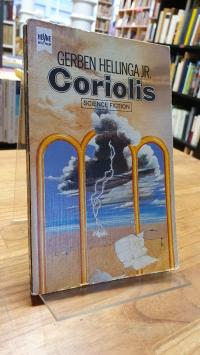 HEYNE
GERBEN HELLINGA JR.
Coriolis
SCIENCE FICTION